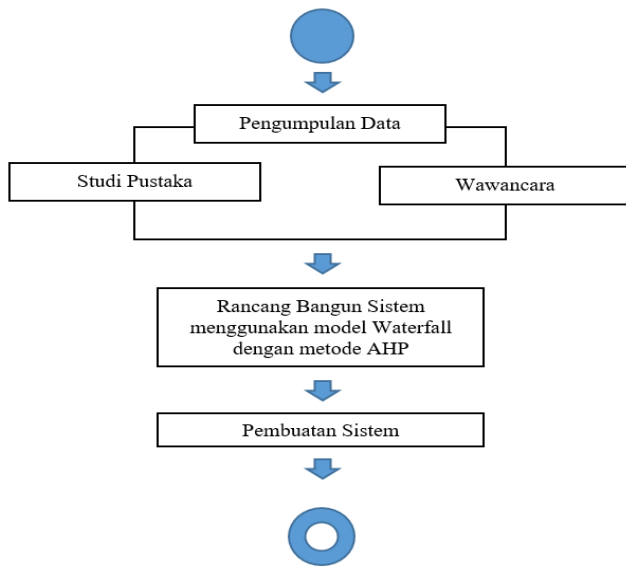 Pengumpulan Data
Studi Pustaka
Wawancara
Rancang Bangun Sistem
menggunakan model Waterfall
dengan metode AHP
Pembuatan Sistem